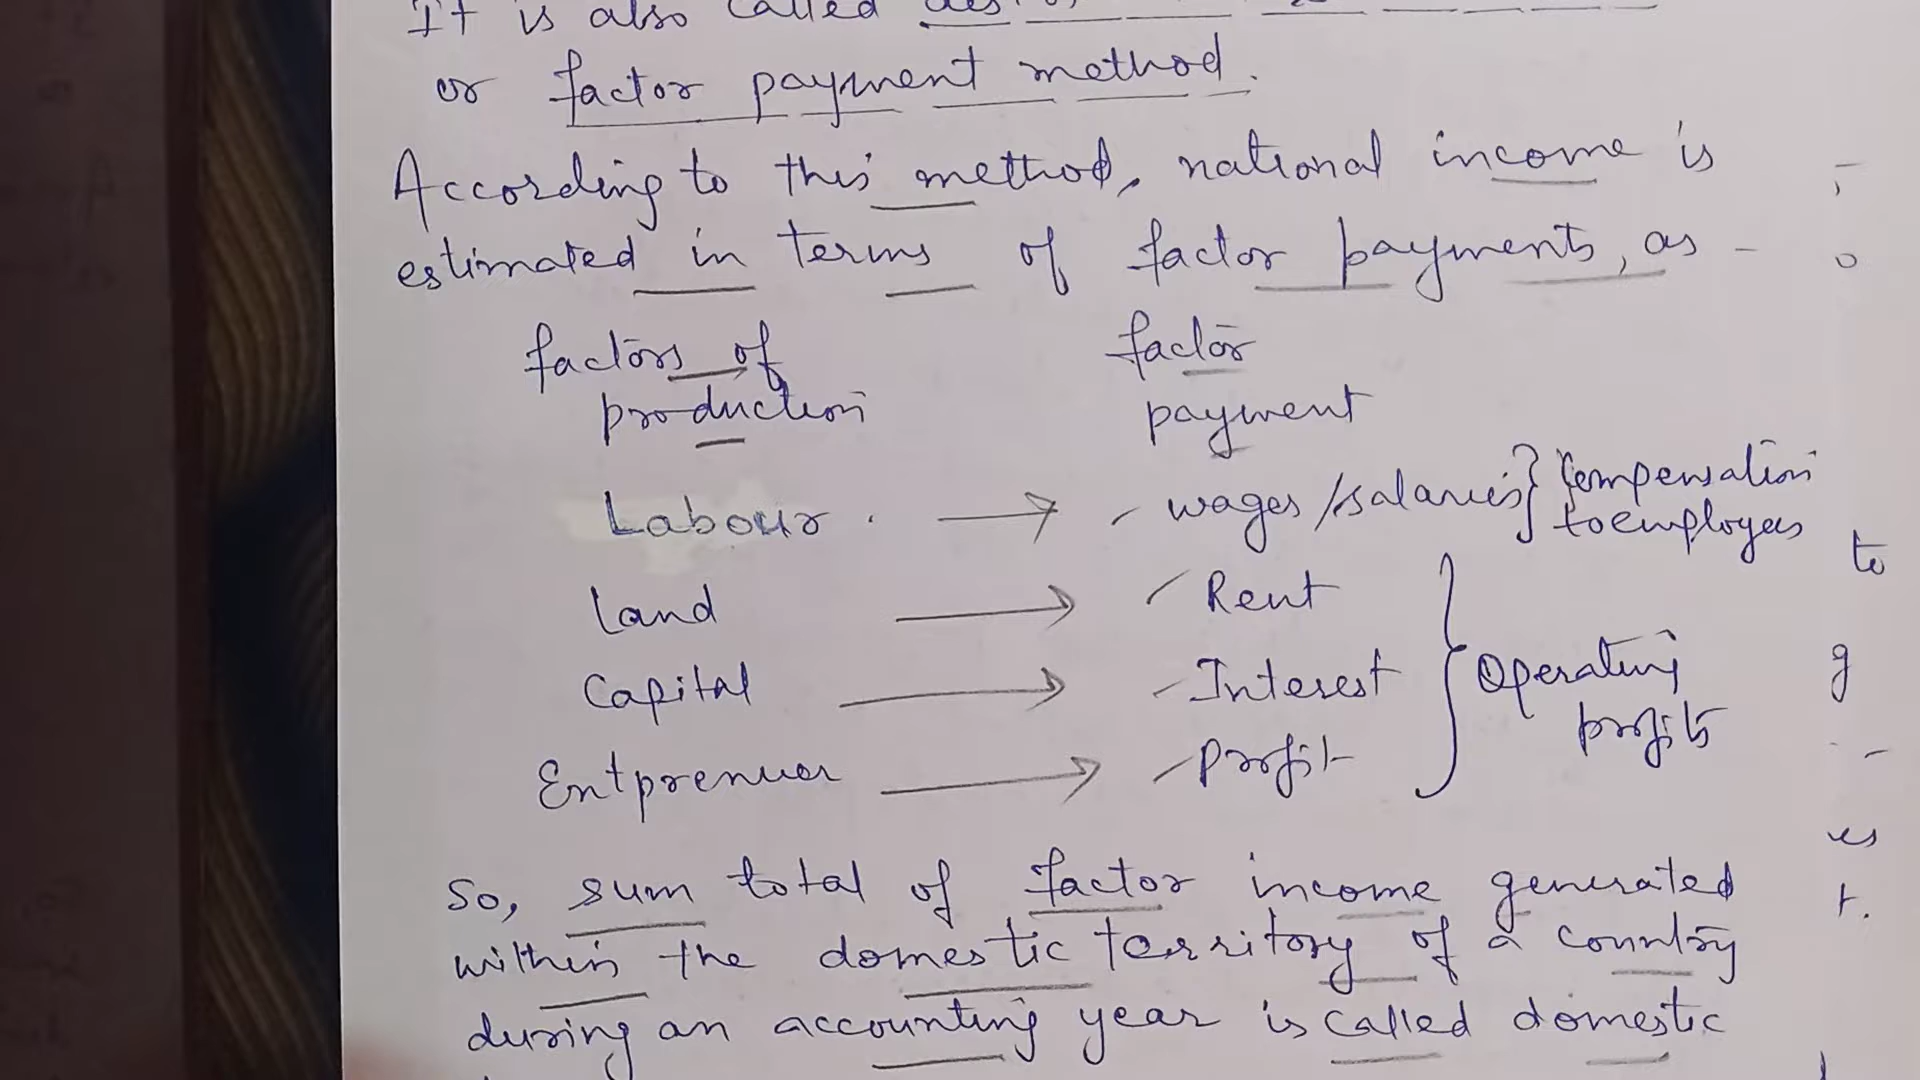 It is also called
or factor payment method.
According to this method, national income is
estimated in terms of factor payments, as -
factors of production
factor payment
Labour . → wages/salaries } Compensation to employees
Land → Rent
Capital → Interest } Operating profits
Entprenuer → Profit
So, sum total of factor income generated
within the domestic territory of a country
during an accounting year is called domestic
to
g
es
t.